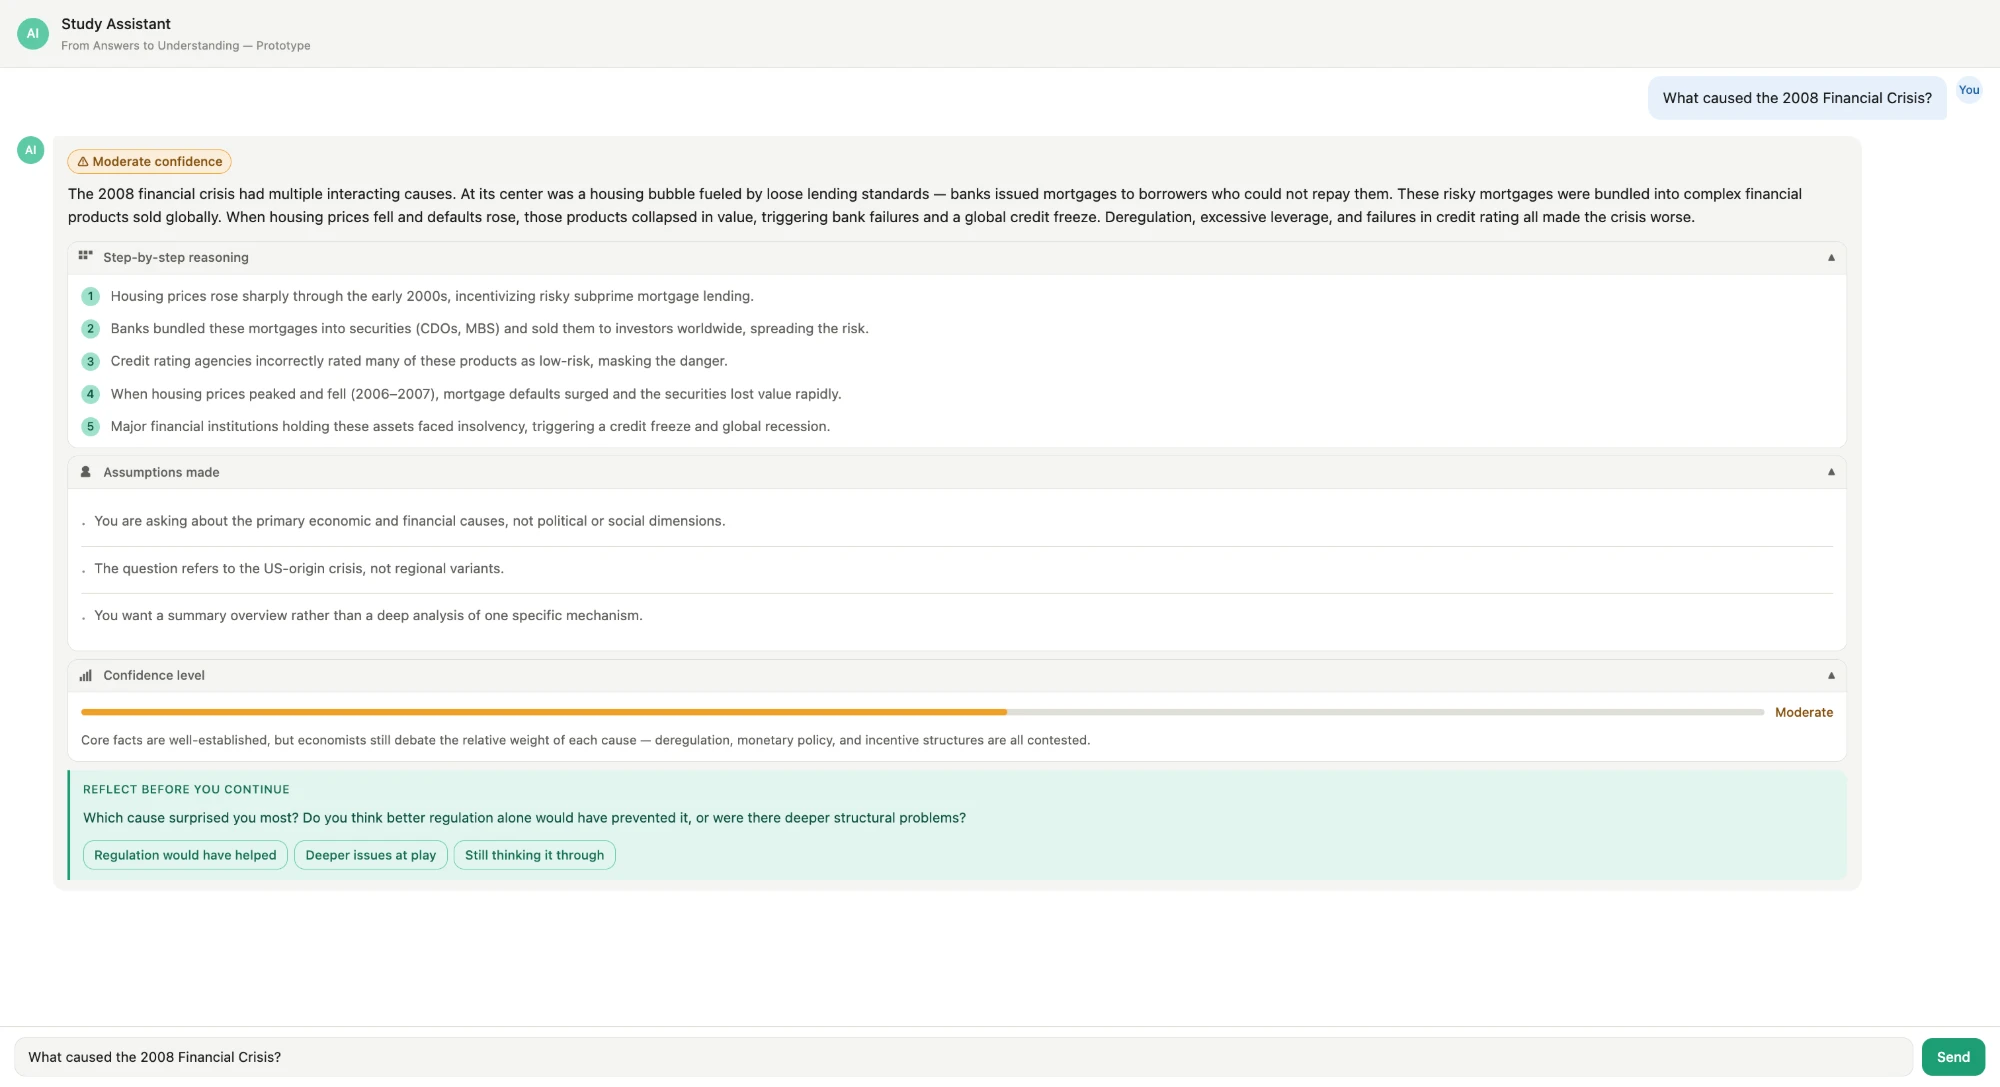 AI
Study Assistant
From Answers to Understanding — Prototype
What caused the 2008 Financial Crisis?
You
AI
⚠ Moderate confidence
The 2008 financial crisis had multiple interacting causes. At its center was a housing bubble fueled by loose lending standards — banks issued mortgages to borrowers who could not repay them. These risky mortgages were bundled into complex financial
products sold globally. When housing prices fell and defaults rose, those products collapsed in value, triggering bank failures and a global credit freeze. Deregulation, excessive leverage, and failures in credit rating all made the crisis worse.
Step-by-step reasoning ▲
1 Housing prices rose sharply through the early 2000s, incentivizing risky subprime mortgage lending.
2 Banks bundled these mortgages into securities (CDOs, MBS) and sold them to investors worldwide, spreading the risk.
3 Credit rating agencies incorrectly rated many of these products as low-risk, masking the danger.
4 When housing prices peaked and fell (2006–2007), mortgage defaults surged and the securities lost value rapidly.
5 Major financial institutions holding these assets faced insolvency, triggering a credit freeze and global recession.
Assumptions made ▲
. You are asking about the primary economic and financial causes, not political or social dimensions.
. The question refers to the US-origin crisis, not regional variants.
. You want a summary overview rather than a deep analysis of one specific mechanism.
Confidence level ▲
Moderate
Core facts are well-established, but economists still debate the relative weight of each cause — deregulation, monetary policy, and incentive structures are all contested.
REFLECT BEFORE YOU CONTINUE
Which cause surprised you most? Do you think better regulation alone would have prevented it, or were there deeper structural problems?
Regulation would have helped Deeper issues at play Still thinking it through
What caused the 2008 Financial Crisis?
Send